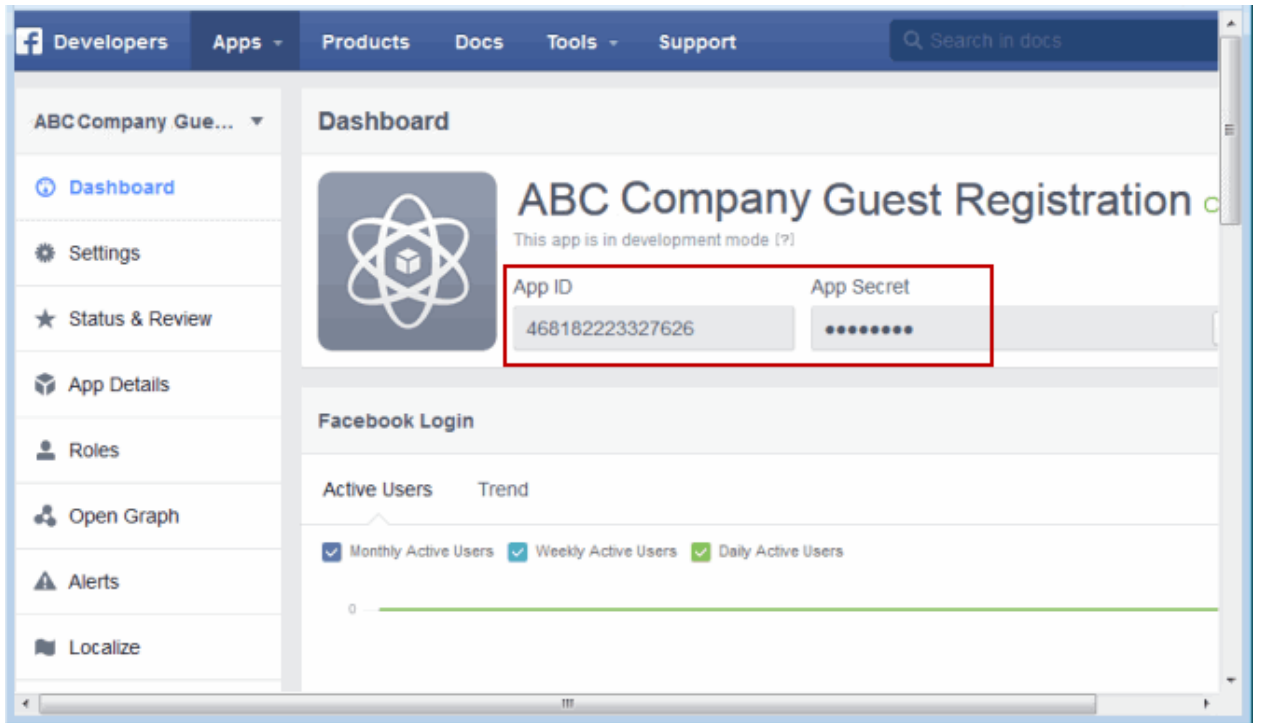 f Developers Apps Products Docs Tools Support Search in docs
ABC Company Gue...
Dashboard
Settings
Status & Review
App Details
Roles
Open Graph
Alerts
Localize
Dashboard
ABC Company Guest Registration
This app is in development mode [?]
App ID App Secret
468182223327626 ••••••••
Facebook Login
Active Users Trend
Monthly Active Users Weekly Active Users Daily Active Users
0